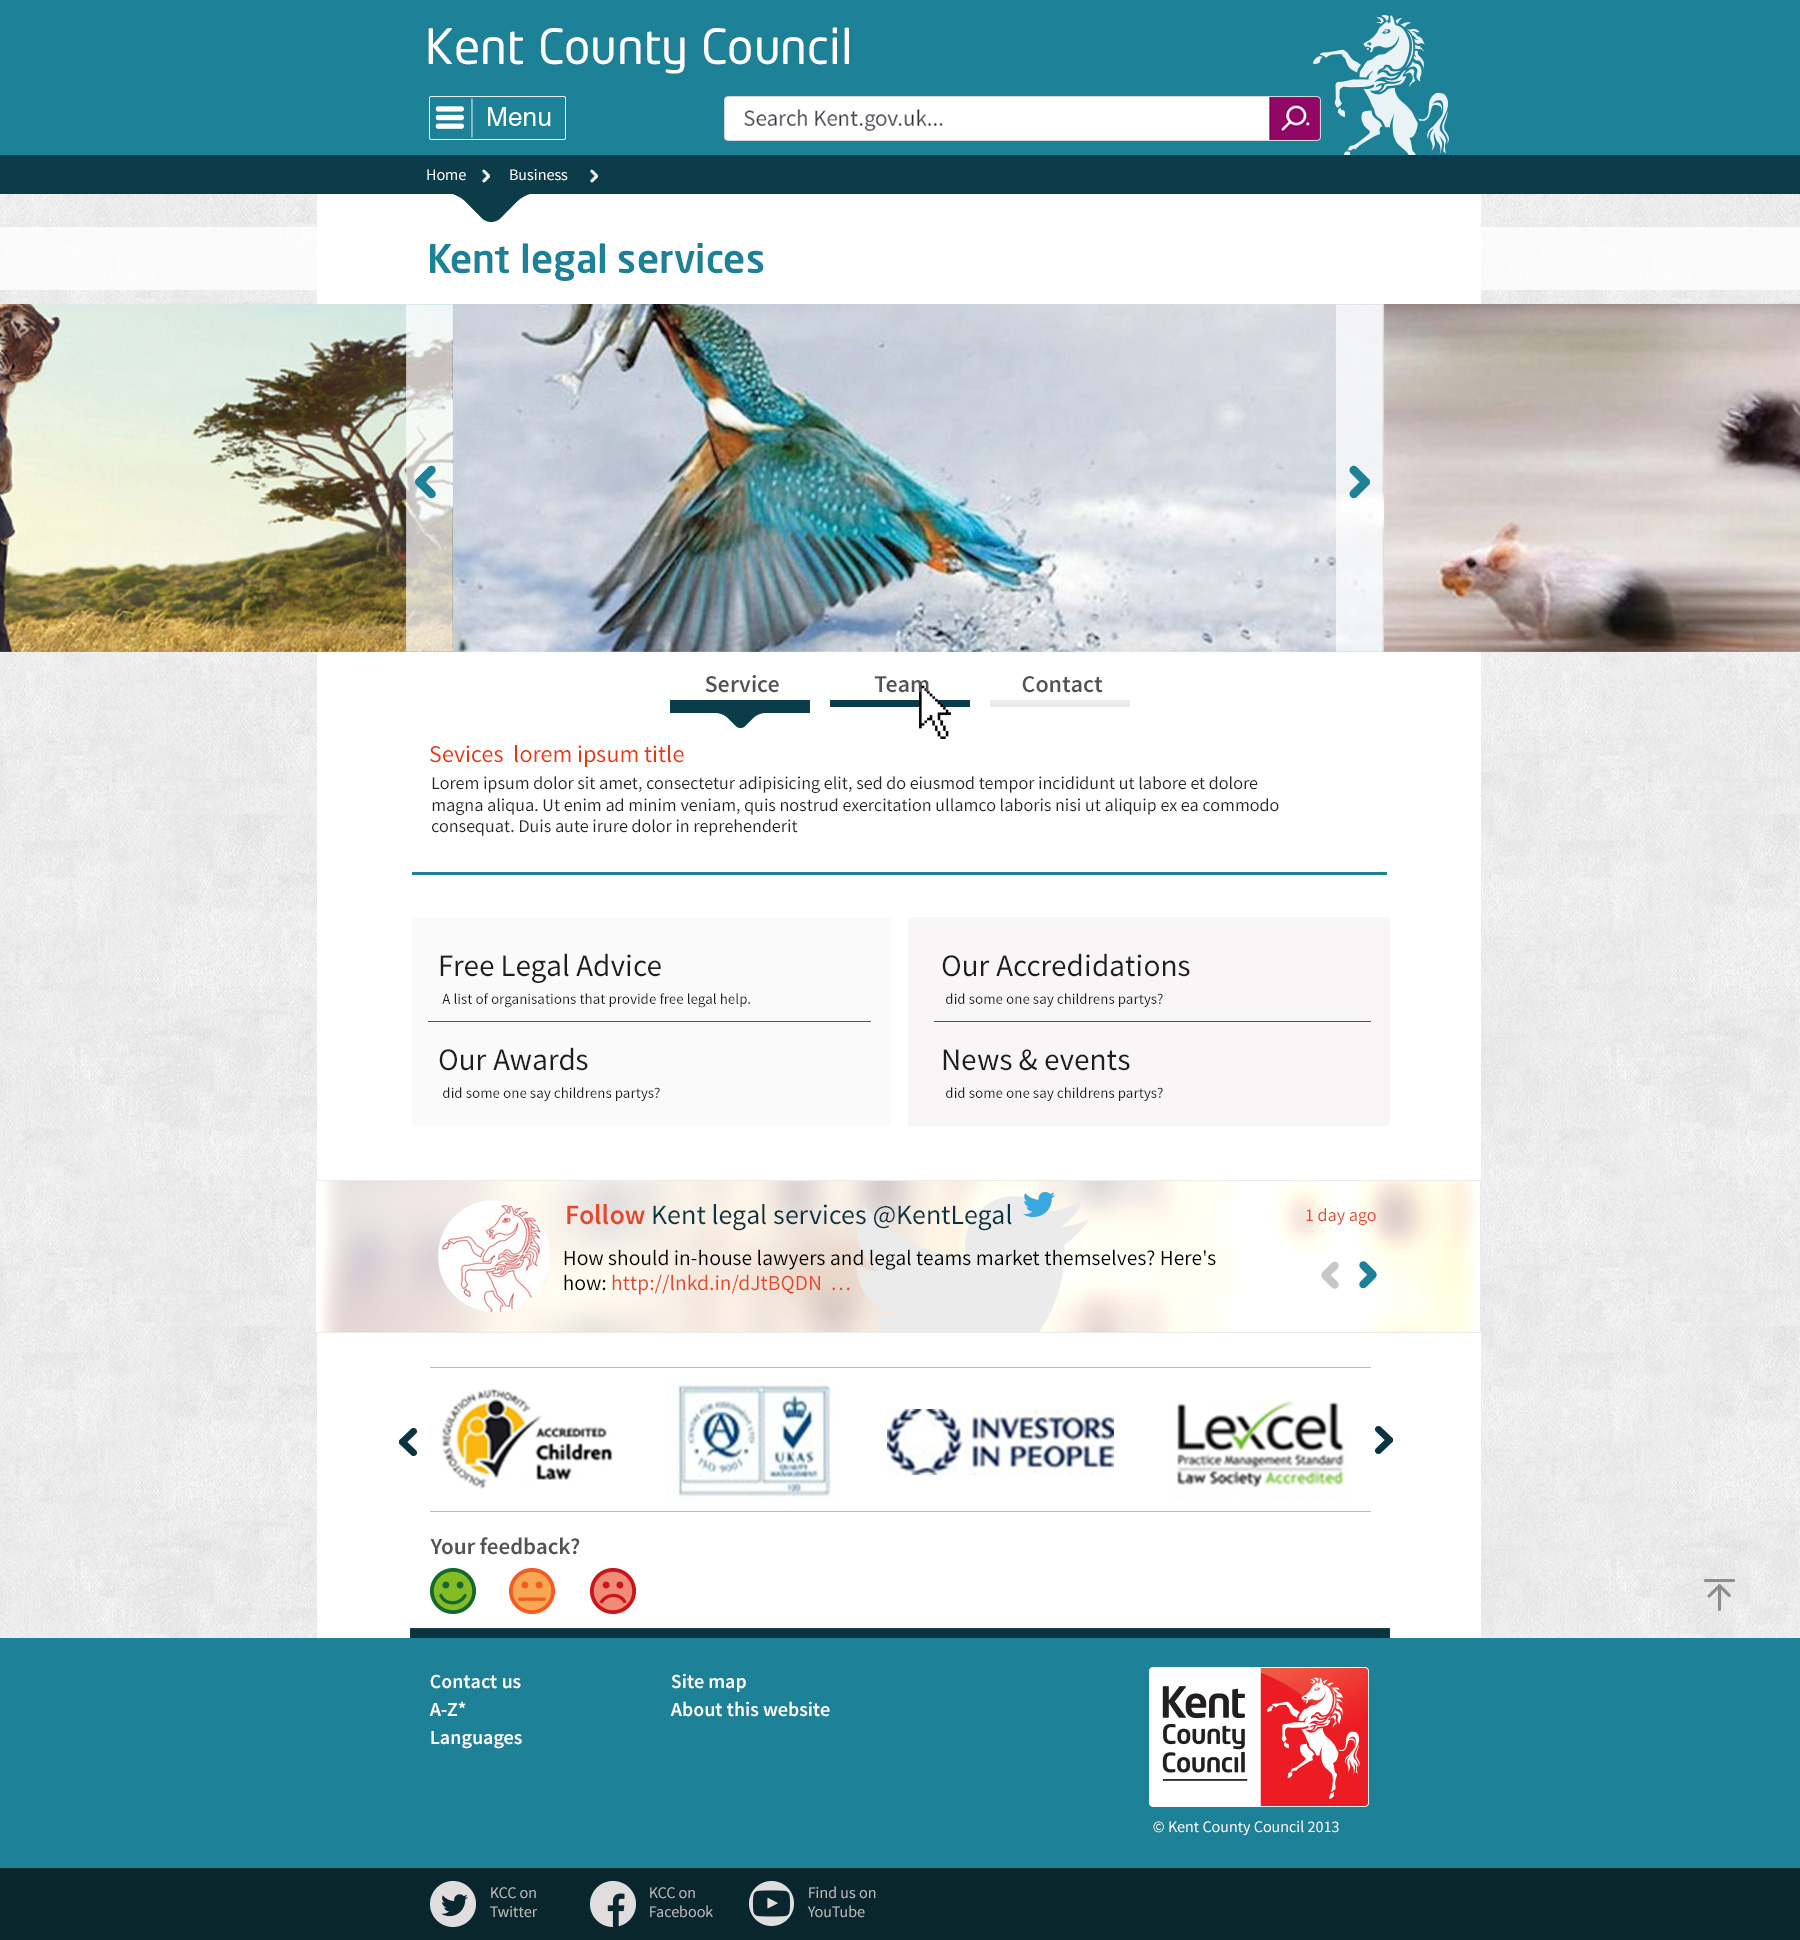 Kent County Council
Menu
Search Kent.gov.uk...
Home
Business
Kent legal services
Service
Team
Contact
Sevices lorem ipsum title
Lorem ipsum dolor sit amet, consectetur adipisicing elit, sed do eiusmod tempor incididunt ut labore et dolore
magna aliqua. Ut enim ad minim veniam, quis nostrud exercitation ullamco laboris nisi ut aliquip ex ea commodo
consequat. Duis aute irure dolor in reprehenderit
Free Legal Advice
A list of organisations that provide free legal help.
Our Awards
did some one say childrens partys?
Our Accredidations
did some one say childrens partys?
News & events
did some one say childrens partys?
Follow Kent legal services @KentLegal
1 day ago
How should in-house lawyers and legal teams market themselves? Here's
how: http://lnkd.in/dJtBQDN ...
SOLICITORS REGULATION AUTHORITY
ACCREDITED
Children
Law
ISO 9001
UKAS
QUALITY
MANAGEMENT
INVESTORS
IN PEOPLE
Lexcel
Practice Management Standard
Law Society Accredited
Your feedback?
Contact us
A-Z*
Languages
Site map
About this website
Kent
County
Council
© Kent County Council 2013
KCC on
Twitter
KCC on
Facebook
Find us on
YouTube